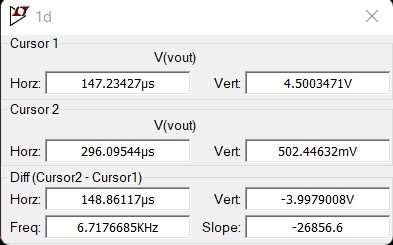 1d
Cursor 1
V(vout)
Horz: 147.23427µs Vert: 4.5003471V
Cursor 2
V(vout)
Horz: 296.09544µs Vert: 502.44632mV
Diff (Cursor2 - Cursor1)
Horz: 148.86117µs Vert: -3.9979008V
Freq: 6.7176685KHz Slope: -26856.6